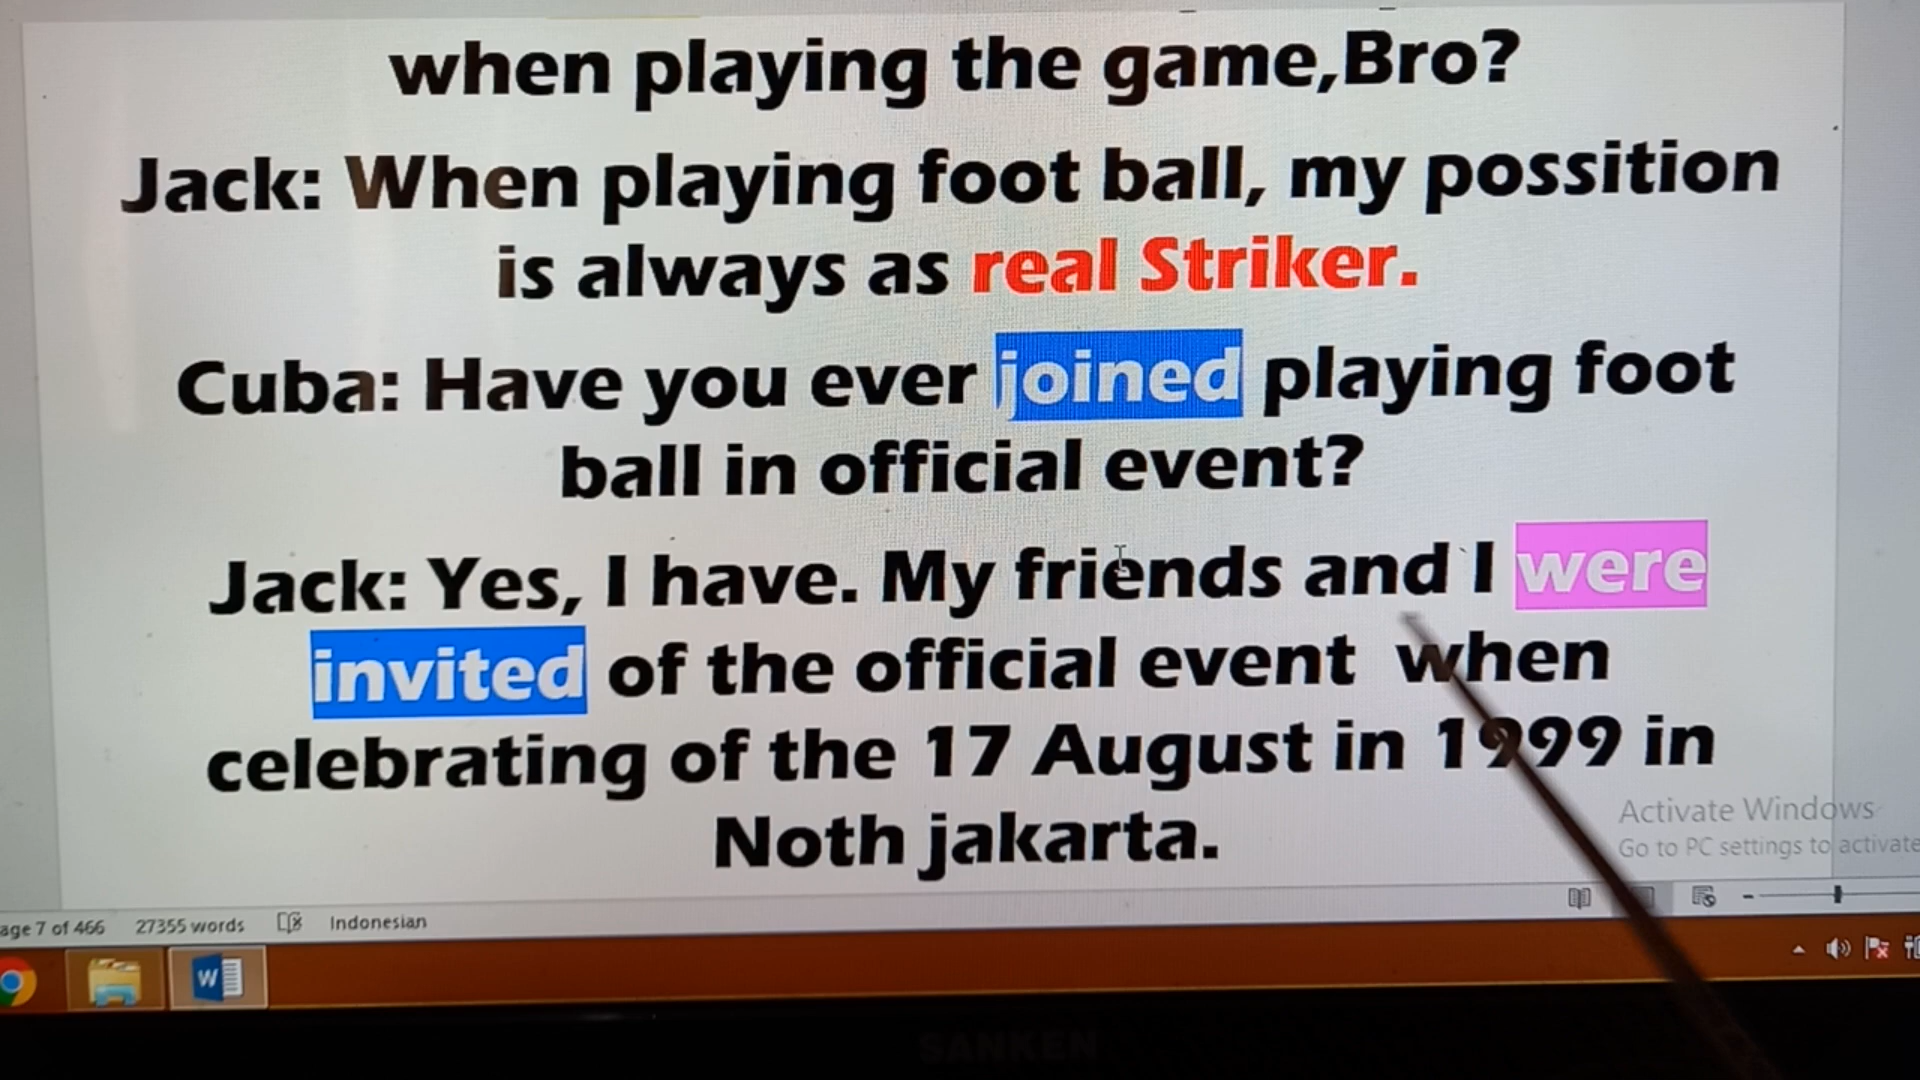 when playing the game,Bro?
Jack: When playing foot ball, my possition
is always as real Striker.
Cuba: Have you ever joined playing foot
ball in official event?
Jack: Yes, I have. My friends and I were
invited of the official event when
celebrating of the 17 August in 1999 in
Noth jakarta.
Activate Windows
Go to PC settings to activate
age 7 of 466 27355 words Indonesian
W
SANKEN